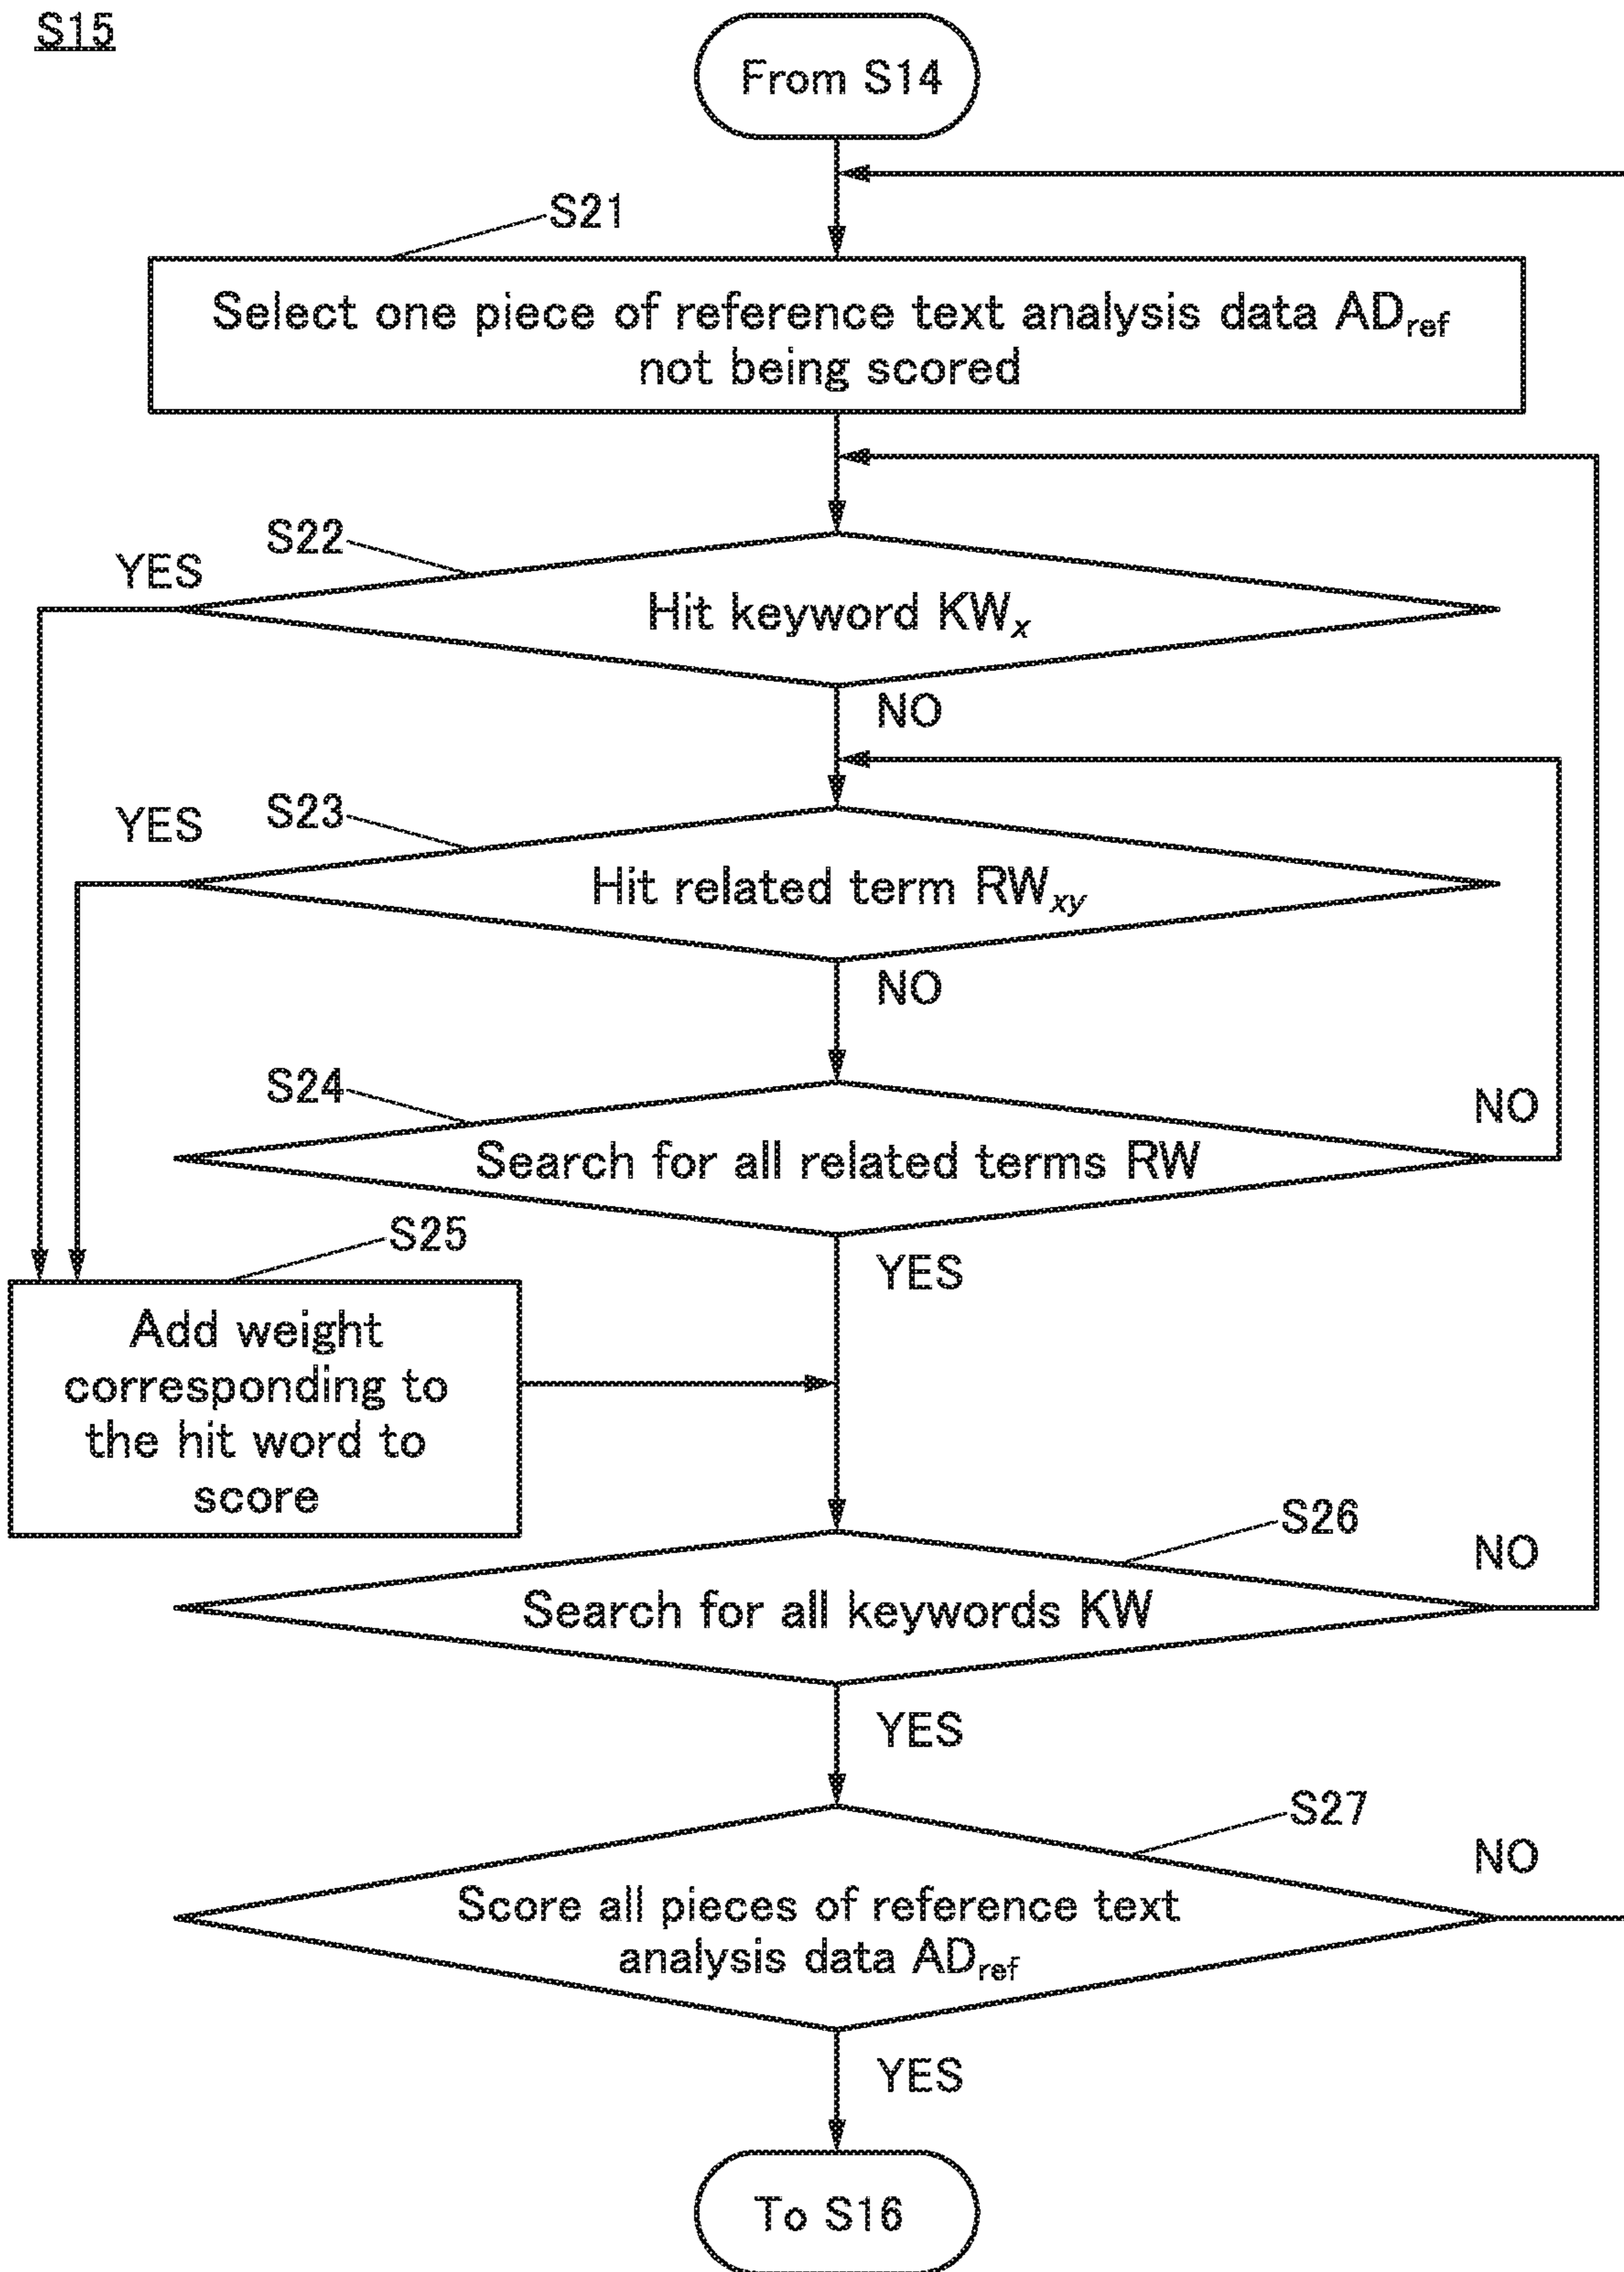 S15
From S14
S21
Select one piece of reference text analysis data ADref
not being scored
S22
YES
Hit keyword KWx
NO
S23
YES
Hit related term RWxy
NO
S24
NO
Search for all related terms RW
S25
YES
Add weight
corresponding to
the hit word to
score
S26
NO
Search for all keywords KW
YES
S27
NO
Score all pieces of reference text
analysis data ADref
YES
To S16